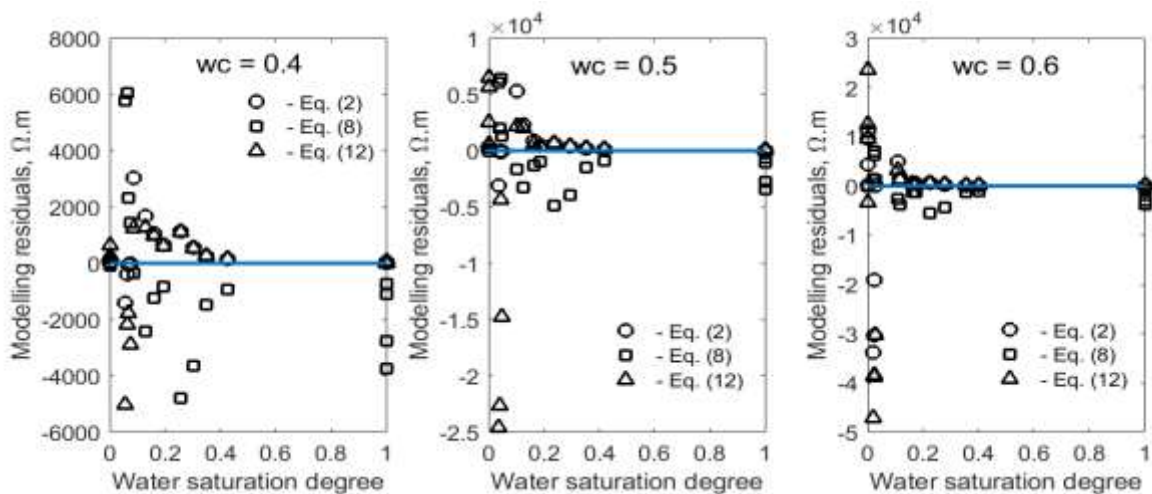 wc = 0.4
- Eq. (2)
- Eq. (8)
- Eq. (12)
Modelling residuals, Ω.m
8000
6000
4000
2000
0
-2000
-4000
-6000
0 0.2 0.4 0.6 0.8 1
Water saturation degree
×10⁴
wc = 0.5
- Eq. (2)
- Eq. (8)
- Eq. (12)
Modelling residuals, Ω.m
1
0.5
0
-0.5
-1
-1.5
-2
-2.5
0 0.2 0.4 0.6 0.8 1
Water saturation degree
×10⁴
wc = 0.6
- Eq. (2)
- Eq. (8)
- Eq. (12)
Modelling residuals, Ω.m
3
2
1
0
-1
-2
-3
-4
-5
0 0.2 0.4 0.6 0.8 1
Water saturation degree